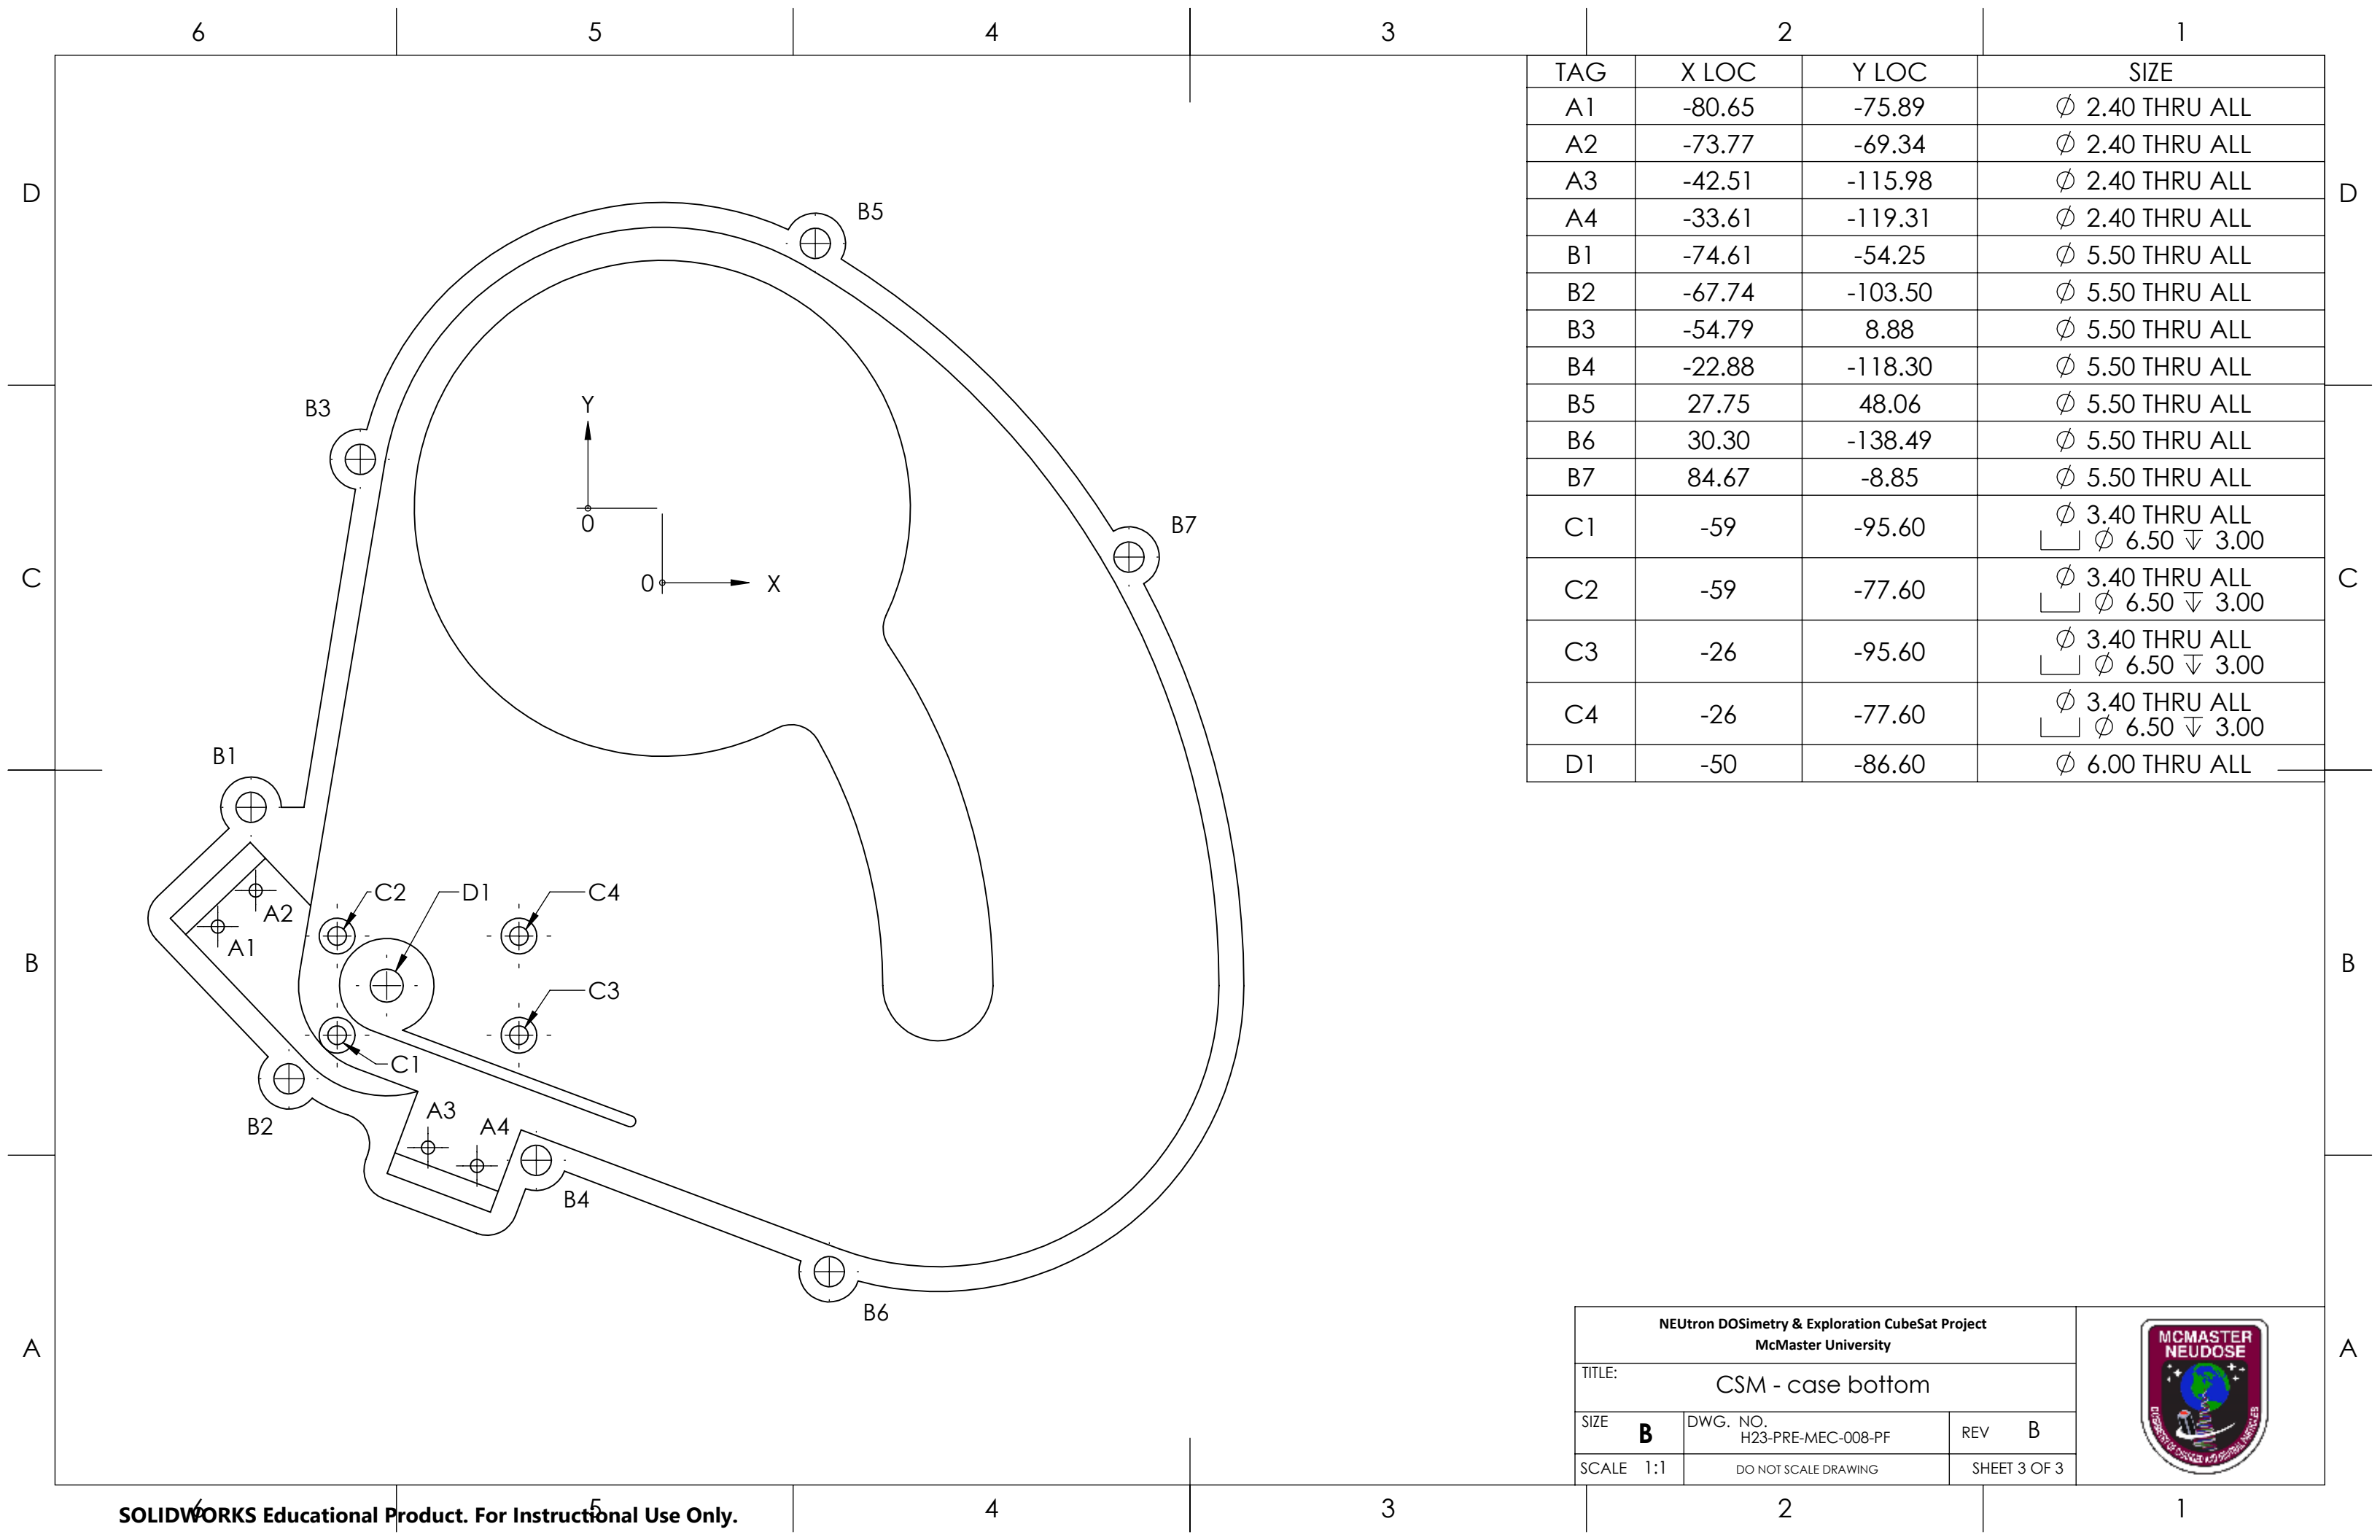 6 5 4 3 2 1
TAG X LOC Y LOC SIZE
A1 -80.65 -75.89 ∅ 2.40 THRU ALL
A2 -73.77 -69.34 ∅ 2.40 THRU ALL
A3 -42.51 -115.98 ∅ 2.40 THRU ALL
A4 -33.61 -119.31 ∅ 2.40 THRU ALL
B1 -74.61 -54.25 ∅ 5.50 THRU ALL
B2 -67.74 -103.50 ∅ 5.50 THRU ALL
B3 -54.79 8.88 ∅ 5.50 THRU ALL
B4 -22.88 -118.30 ∅ 5.50 THRU ALL
B5 27.75 48.06 ∅ 5.50 THRU ALL
B6 30.30 -138.49 ∅ 5.50 THRU ALL
B7 84.67 -8.85 ∅ 5.50 THRU ALL
C1 -59 -95.60 ∅ 3.40 THRU ALL
⌴ ∅ 6.50 ↧ 3.00
C2 -59 -77.60 ∅ 3.40 THRU ALL
⌴ ∅ 6.50 ↧ 3.00
C3 -26 -95.60 ∅ 3.40 THRU ALL
⌴ ∅ 6.50 ↧ 3.00
C4 -26 -77.60 ∅ 3.40 THRU ALL
⌴ ∅ 6.50 ↧ 3.00
D1 -50 -86.60 ∅ 6.00 THRU ALL
D
D
C
C
B
B
A
A
B5
B3
Y
0
0
X
B7
B1
C2
D1
C4
A2
A1
C3
C1
A3
A4
B2
B4
B6
NEUtron DOSimetry & Exploration CubeSat Project
McMaster University
TITLE:
CSM - case bottom
SIZE B
DWG. NO.
H23-PRE-MEC-008-PF
REV B
SCALE 1:1
DO NOT SCALE DRAWING
SHEET 3 OF 3
MCMASTER
NEUDOSE
6 5 4 3 2 1
SOLIDWORKS Educational Product. For Instructional Use Only.